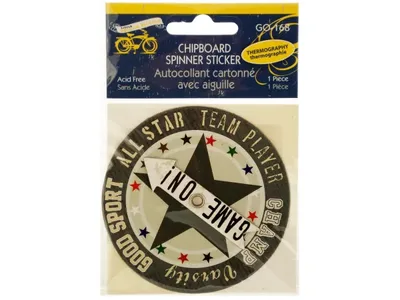 GO-168
CHIPBOARD
SPINNER STICKER
Autocollant cartonné
avec aiguille
THERMOGRAPHY
thermographie
Acid Free
Sans Acide
1 Piece
1 Pièce
GOOD SPORT ALL STAR TEAM PLAYER CHAMP Varsity
GAME ON!